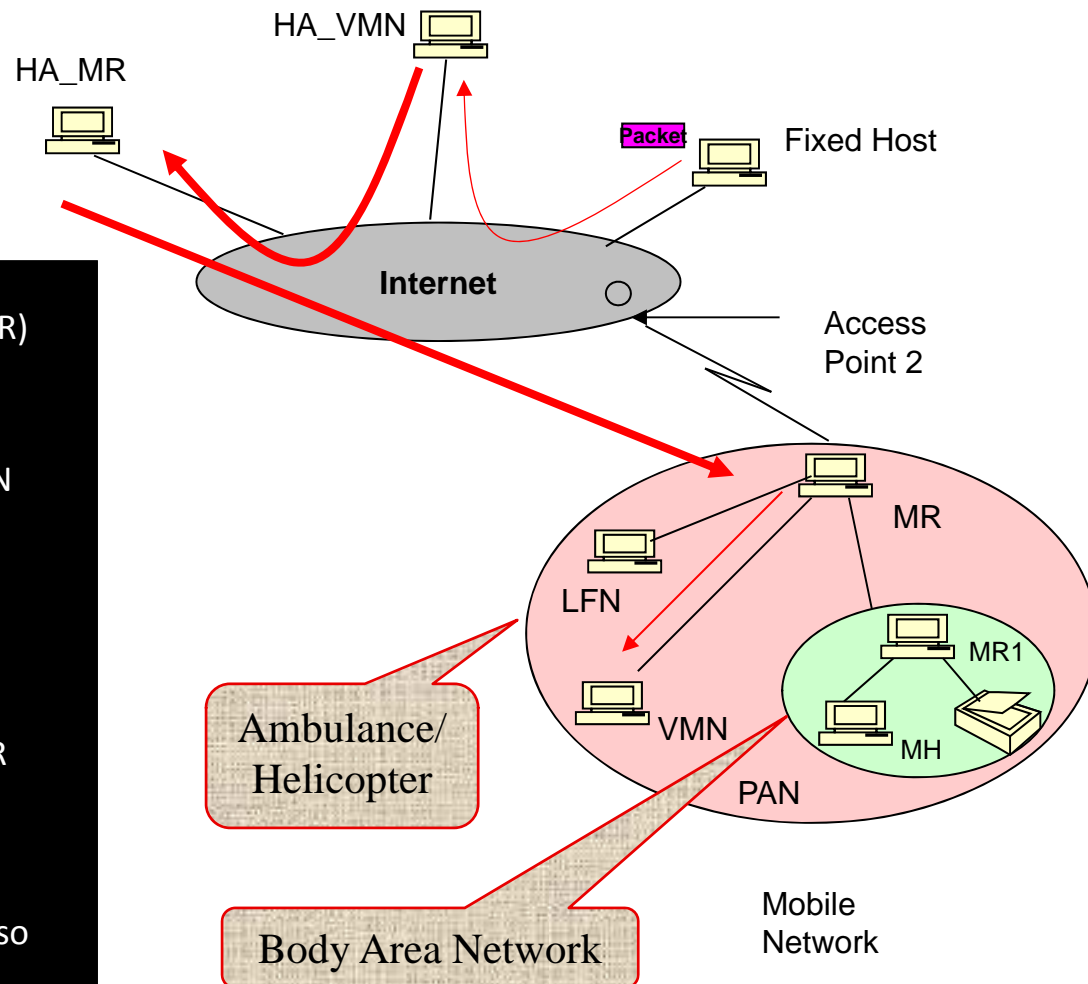 HA_VMN
HA_MR
Packet
Fixed Host
Internet
Access
Point 2
R)
N
R
so
MR
LFN
MR1
VMN
MH
PAN
Ambulance/
Helicopter
Body Area Network
Mobile
Network